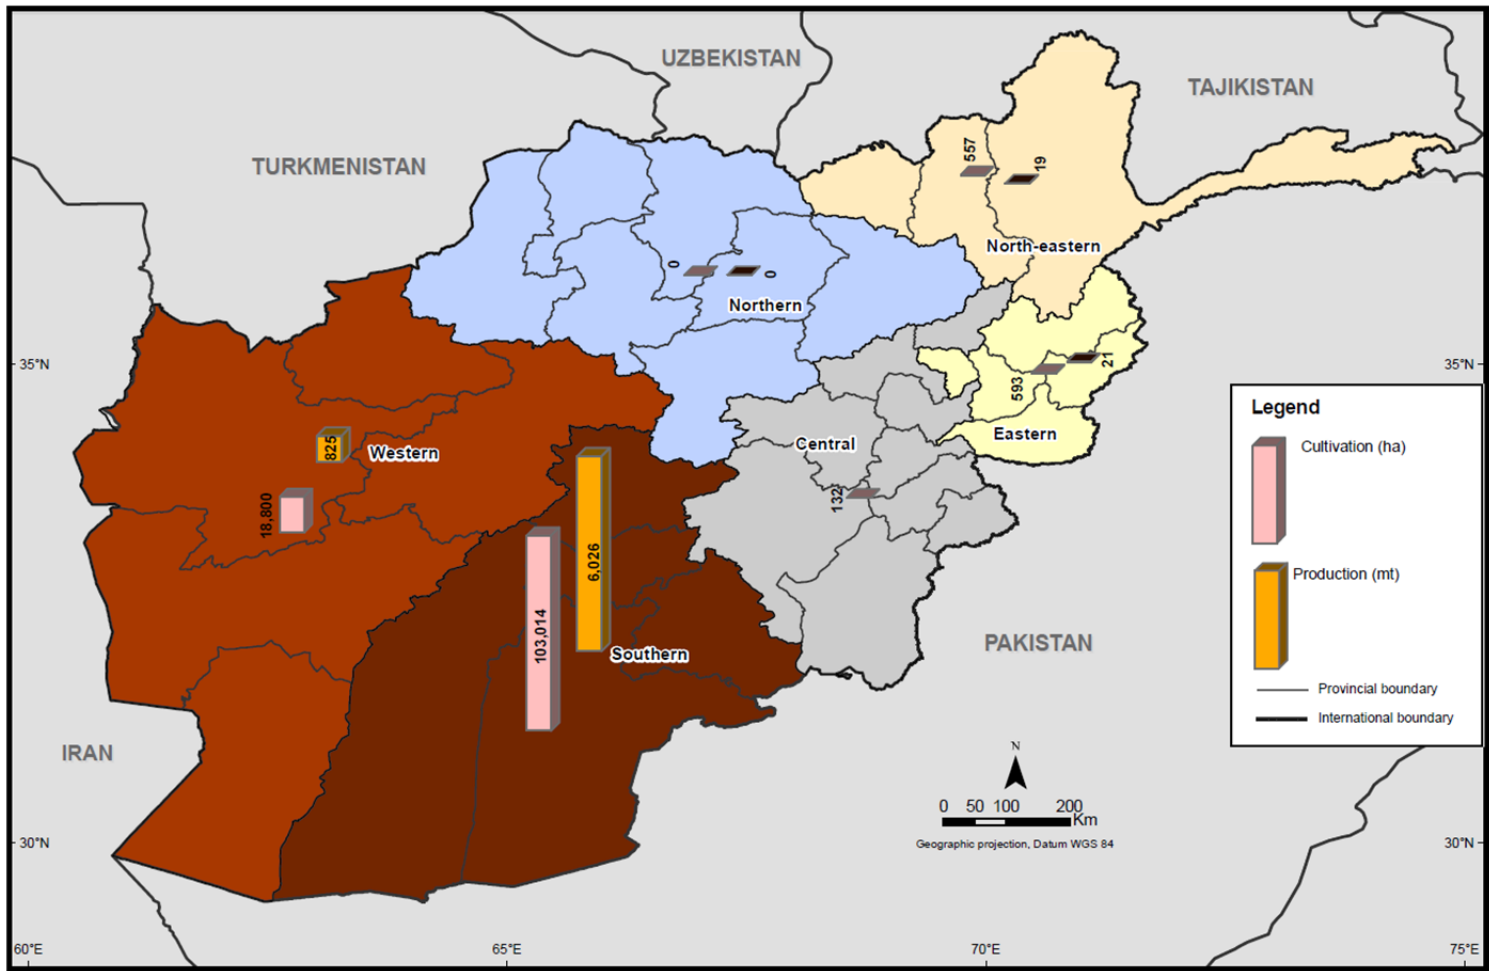 UZBEKISTAN
TAJIKISTAN
TURKMENISTAN
557
19
North-eastern
0
0
Northern
35°N
35°N
21
593
Eastern
Legend
Cultivation (ha)
Production (mt)
Provincial boundary
International boundary
825
Western
Central
132
18,800
6,026
103,014
Southern
PAKISTAN
IRAN
N
0 50 100 200
Km
Geographic projection, Datum WGS 84
30°N
30°N
60°E
65°E
70°E
75°E